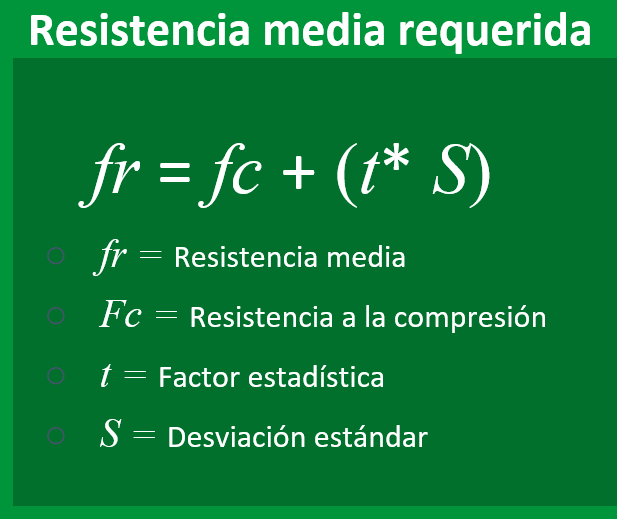 Resistencia media requerida
fr = fc + (t* S)
fr = Resistencia media
Fc = Resistencia a la compresión
t = Factor estadística
S = Desviación estándar